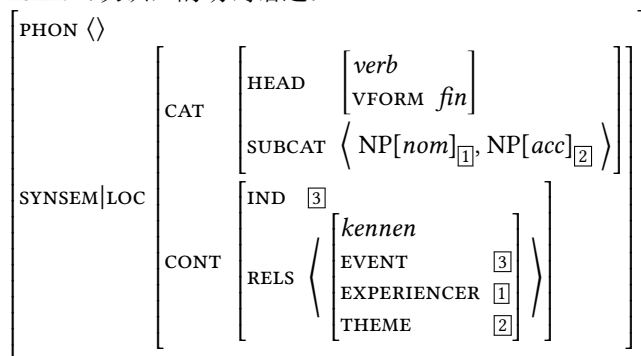 PHON ⟨⟩
SYNSEM|LOC
CAT
HEAD
verb
VFORM fin
SUBCAT ⟨ NP[nom]1, NP[acc]2 ⟩
CONT
IND 3
RELS
kennen
EVENT 3
EXPERIENCER 1
THEME 2